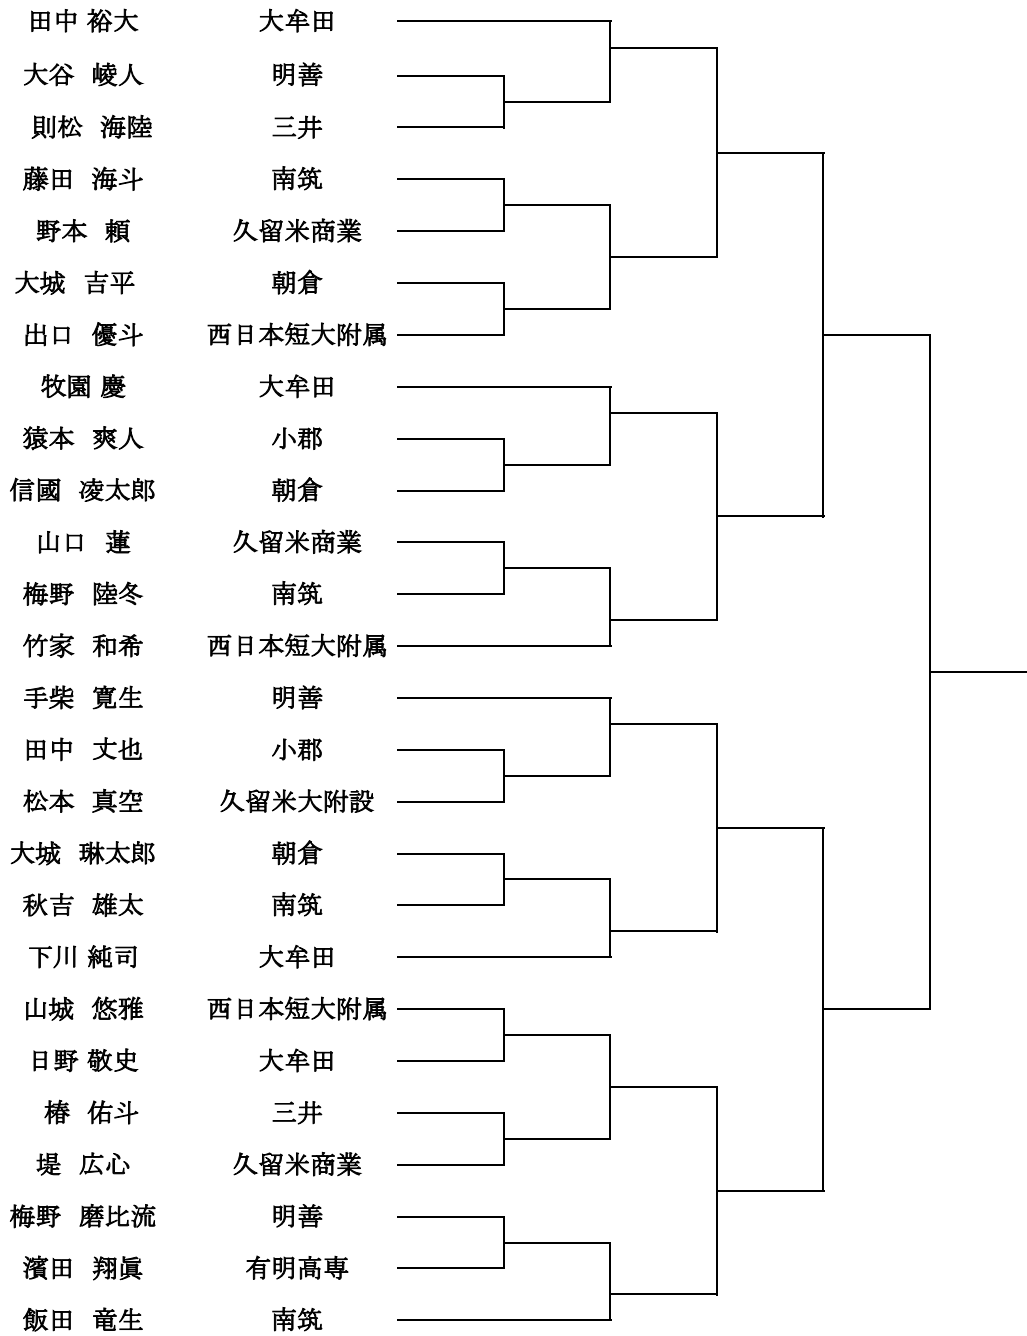 田中 裕大 大牟田
大谷 崚人 明善
則松 海陸 三井
藤田 海斗 南筑
野本 頼 久留米商業
大城 吉平 朝倉
出口 優斗 西日本短大附属
牧園 慶 大牟田
猿本 爽人 小郡
信國 凌太郎 朝倉
山口 蓮 久留米商業
梅野 陸冬 南筑
竹家 和希 西日本短大附属
手柴 寛生 明善
田中 丈也 小郡
松本 真空 久留米大附設
大城 琳太郎 朝倉
秋吉 雄太 南筑
下川 純司 大牟田
山城 悠雅 西日本短大附属
日野 敬史 大牟田
椿 佑斗 三井
堤 広心 久留米商業
梅野 磨比流 明善
濱田 翔眞 有明高専
飯田 竜生 南筑